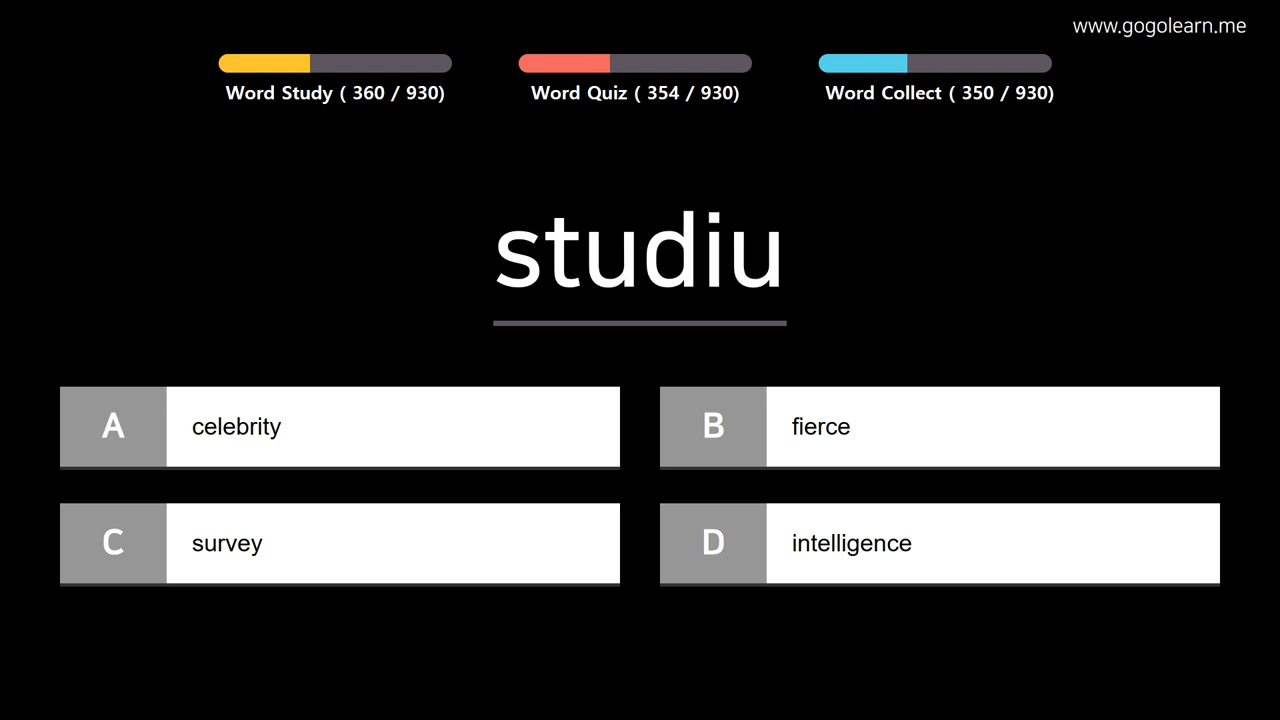 www.gogolearn.me
Word Study ( 360 / 930)
Word Quiz ( 354 / 930)
Word Collect ( 350 / 930)
studiu
A celebrity
B fierce
C survey
D intelligence